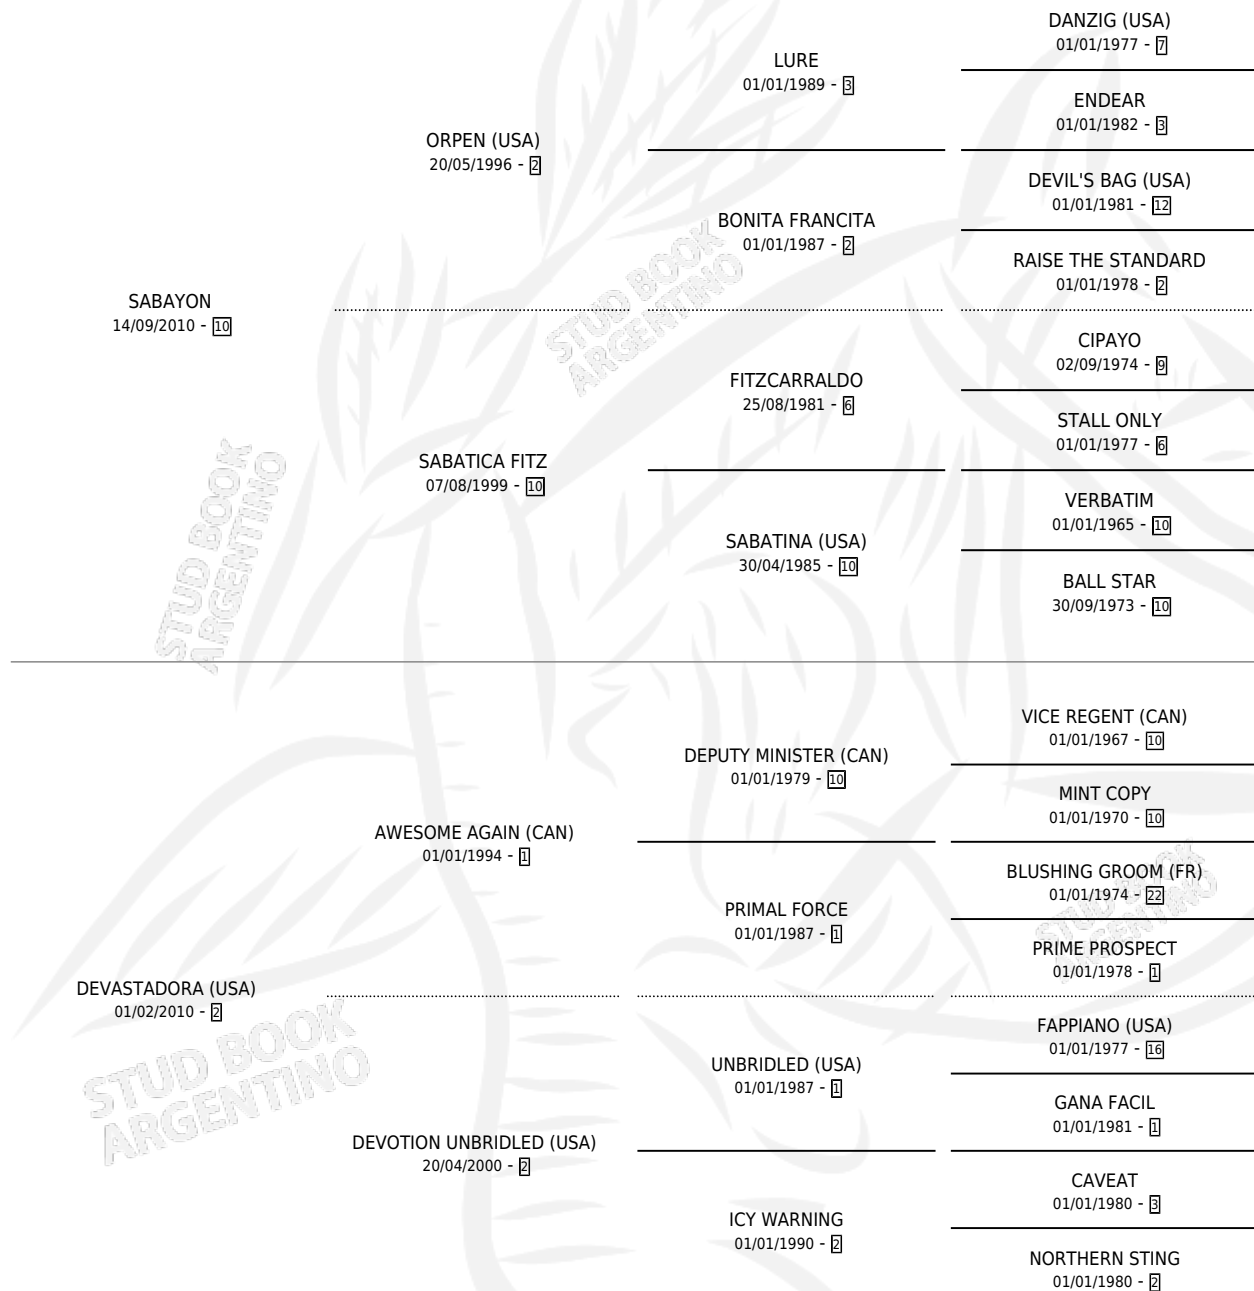 DANZIG (USA)
01/01/1977 - 7
LURE
01/01/1989 - 3
ENDEAR
01/01/1982 - 3
ORPEN (USA)
20/05/1996 - 2
DEVIL'S BAG (USA)
01/01/1981 - 12
BONITA FRANCITA
01/01/1987 - 2
RAISE THE STANDARD
01/01/1978 - 2
SABAYON
14/09/2010 - 10
STUD BOOK
ARGENTINO
CIPAYO
02/09/1974 - 9
FITZCARRALDO
25/08/1981 - 6
STALL ONLY
01/01/1977 - 6
SABATICA FITZ
07/08/1999 - 10
VERBATIM
01/01/1965 - 10
SABATINA (USA)
30/04/1985 - 10
BALL STAR
30/09/1973 - 10
STUD BOOK
ARGENTINO
VICE REGENT (CAN)
01/01/1967 - 10
DEPUTY MINISTER (CAN)
01/01/1979 - 10
MINT COPY
01/01/1970 - 10
AWESOME AGAIN (CAN)
01/01/1994 - 1
BLUSHING GROOM (FR)
01/01/1974 - 22
PRIMAL FORCE
01/01/1987 - 1
STUD BOOK
ARGENTINO
PRIME PROSPECT
01/01/1978 - 1
DEVASTADORA (USA)
01/02/2010 - 2
FAPPIANO (USA)
01/01/1977 - 16
UNBRIDLED (USA)
01/01/1987 - 1
STUD BOOK
ARGENTINO
GANA FACIL
01/01/1981 - 1
DEVOTION UNBRIDLED (USA)
20/04/2000 - 2
CAVEAT
01/01/1980 - 3
ICY WARNING
01/01/1990 - 2
NORTHERN STING
01/01/1980 - 2